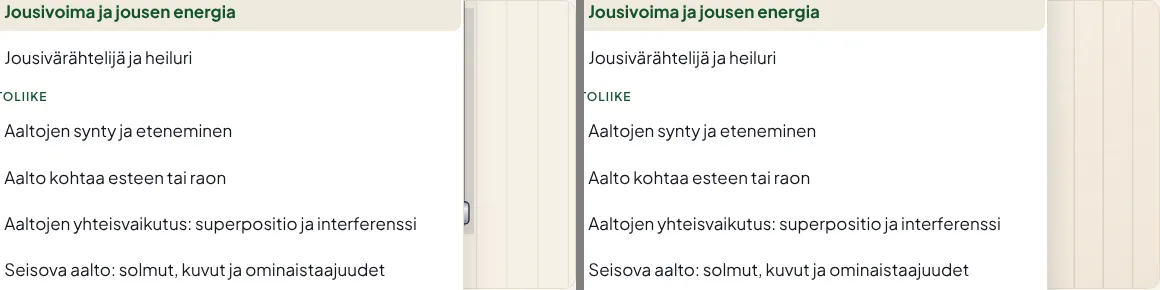 Jousivoima ja jousen energia
Jousivärähtelijä ja heiluri
TOLIIKE
Aaltojen synty ja eteneminen
Aalto kohtaa esteen tai raon
Aaltojen yhteisvaikutus: superpositio ja interferenssi
Seisova aalto: solmut, kuvut ja ominaistaajuudet
Jousivoima ja jousen energia
Jousivärähtelijä ja heiluri
TOLIIKE
Aaltojen synty ja eteneminen
Aalto kohtaa esteen tai raon
Aaltojen yhteisvaikutus: superpositio ja interferenssi
Seisova aalto: solmut, kuvut ja ominaistaajuudet